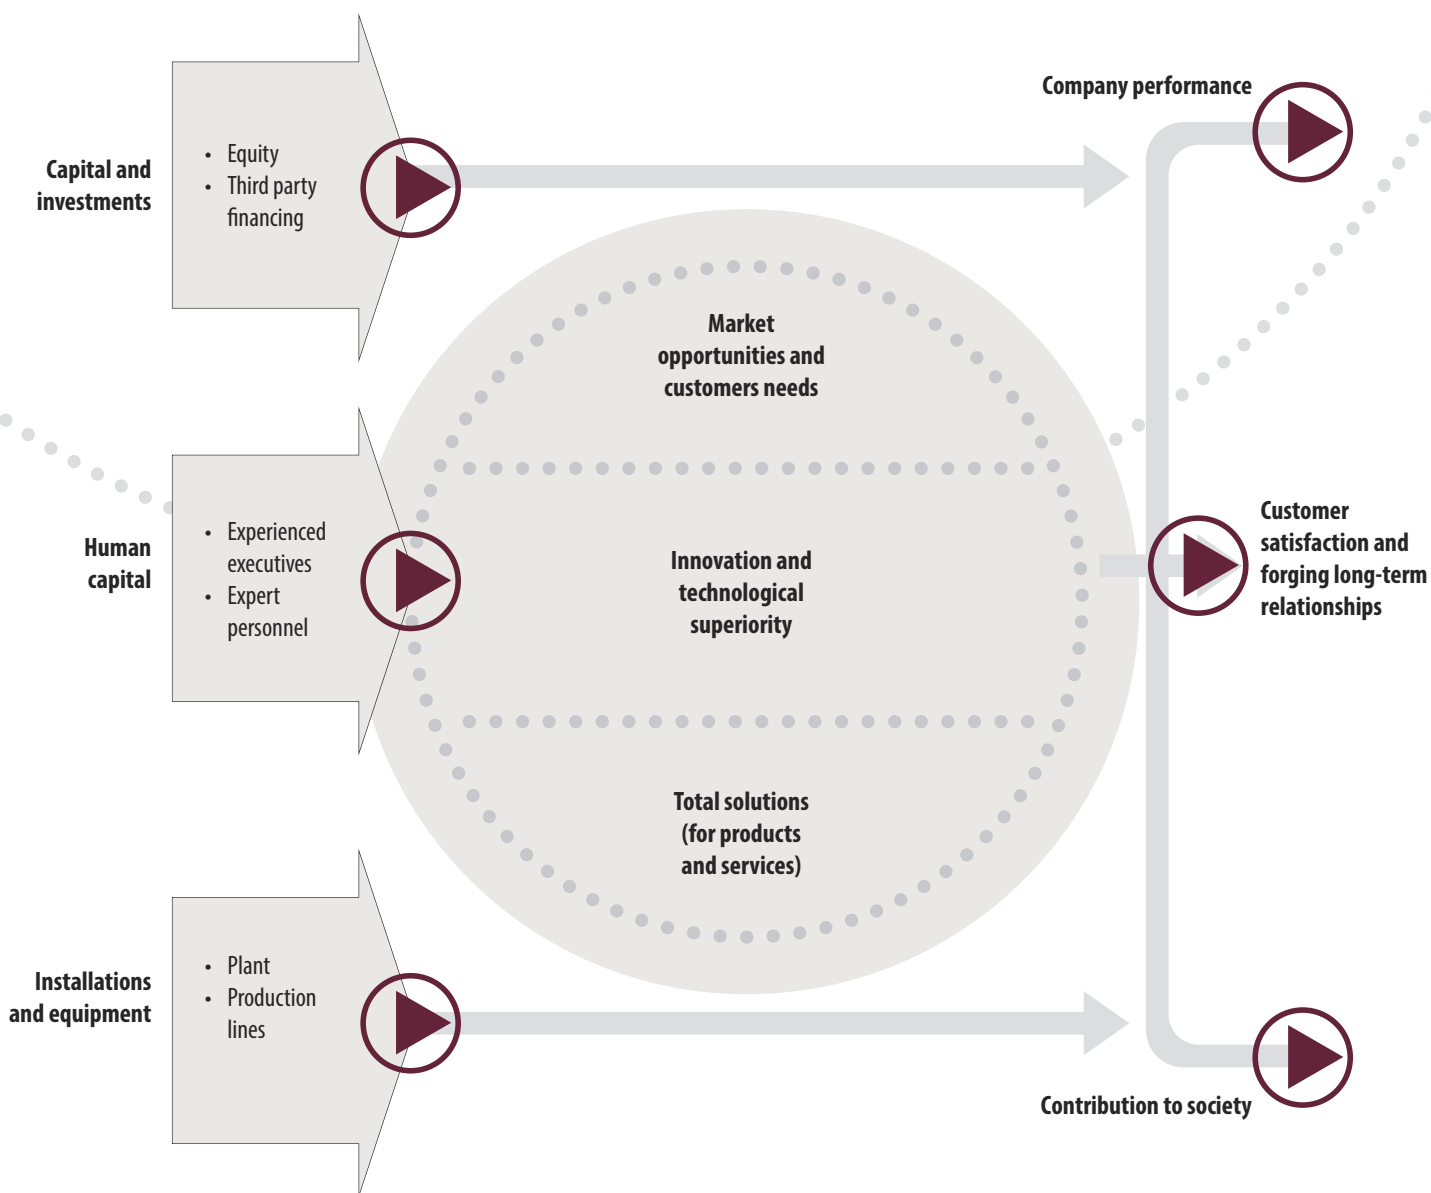 Company performance
Capital and
investments
• Equity
• Third party
financing
Market
opportunities and
customers needs
Human
capital
• Experienced
executives
• Expert
personnel
Innovation and
technological
superiority
Customer
satisfaction and
forging long-term
relationships
Total solutions
(for products
and services)
Installations
and equipment
• Plant
• Production
lines
Contribution to society